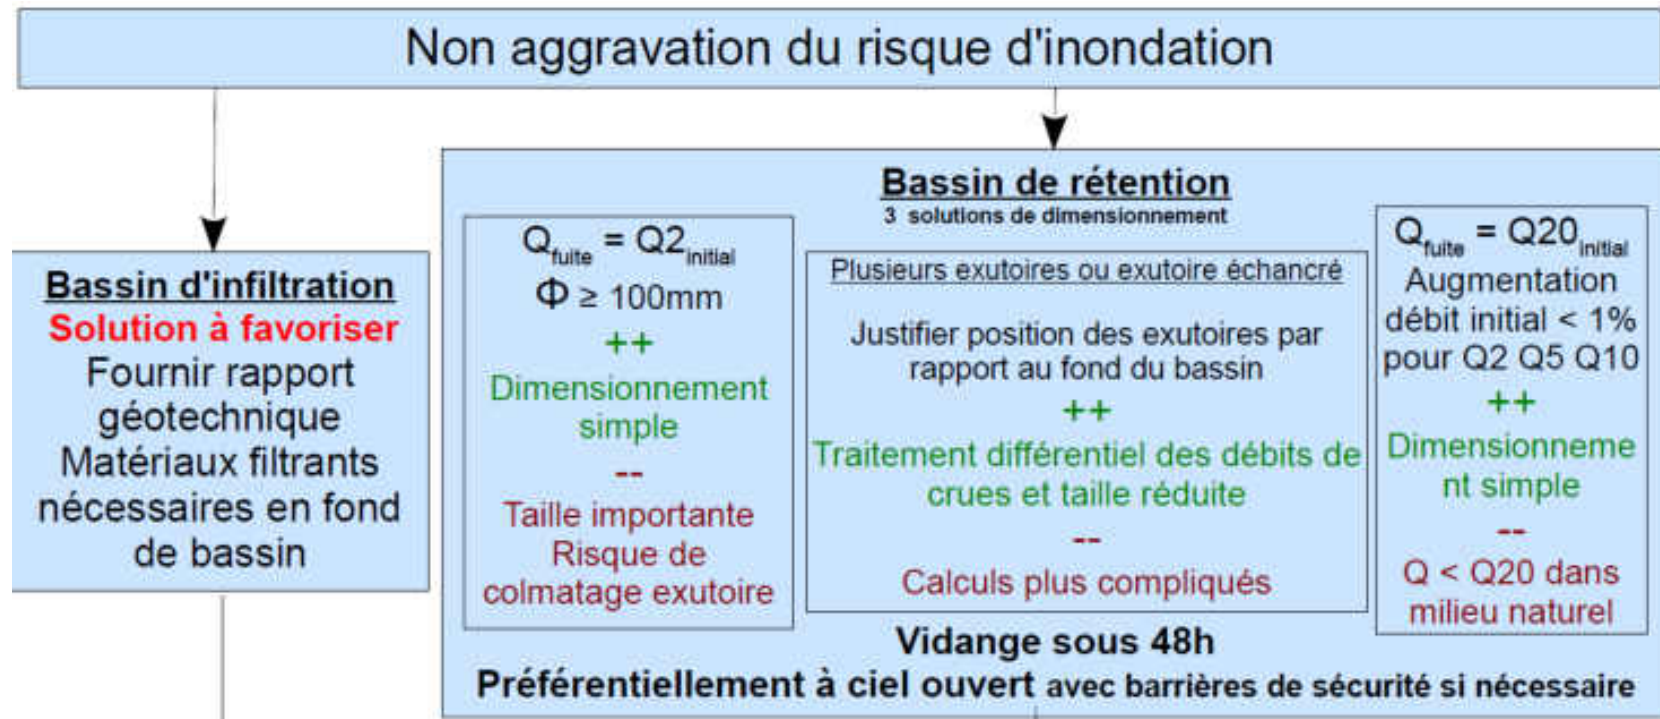 Non aggravation du risque d'inondation
Bassin d'infiltration
Solution à favoriser
Fournir rapport
géotechnique
Matériaux filtrants
nécessaires en fond
de bassin
Bassin de rétention
3 solutions de dimensionnement
Qfuite = Q2initial
Φ ≥ 100mm
++
Dimensionnement
simple
--
Taille importante
Risque de
colmatage exutoire
Plusieurs exutoires ou exutoire échancré
Justifier position des exutoires par
rapport au fond du bassin
++
Traitement différentiel des débits de
crues et taille réduite
--
Calculs plus compliqués
Qfuite = Q20initial
Augmentation
débit initial < 1%
pour Q2 Q5 Q10
++
Dimensionneme
nt simple
--
Q < Q20 dans
milieu naturel
Vidange sous 48h
Préférentiellement à ciel ouvert avec barrières de sécurité si nécessaire